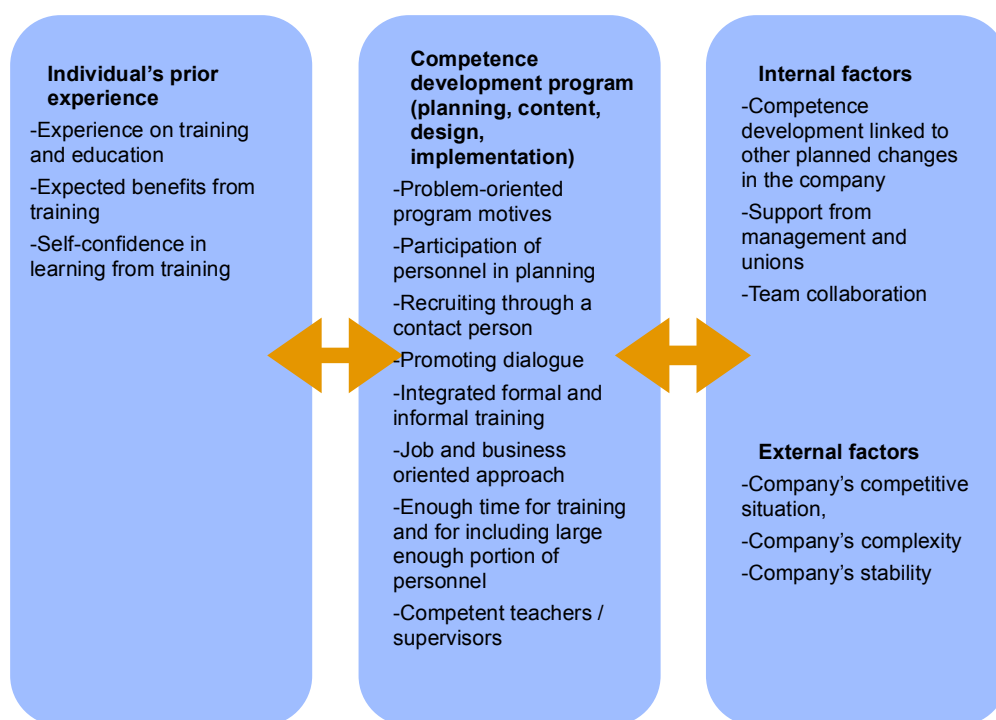 Individual's prior
experience
-Experience on training
and education
-Expected benefits from
training
-Self-confidence in
learning from training
Competence
development program
(planning, content,
design,
implementation)
-Problem-oriented
program motives
-Participation of
personnel in planning
-Recruiting through a
contact person
-Promoting dialogue
-Integrated formal and
informal training
-Job and business
oriented approach
-Enough time for training
and for including large
enough portion of
personnel
-Competent teachers /
supervisors
Internal factors
-Competence
development linked to
other planned changes
in the company
-Support from
management and
unions
-Team collaboration
External factors
-Company's competitive
situation,
-Company's complexity
-Company's stability